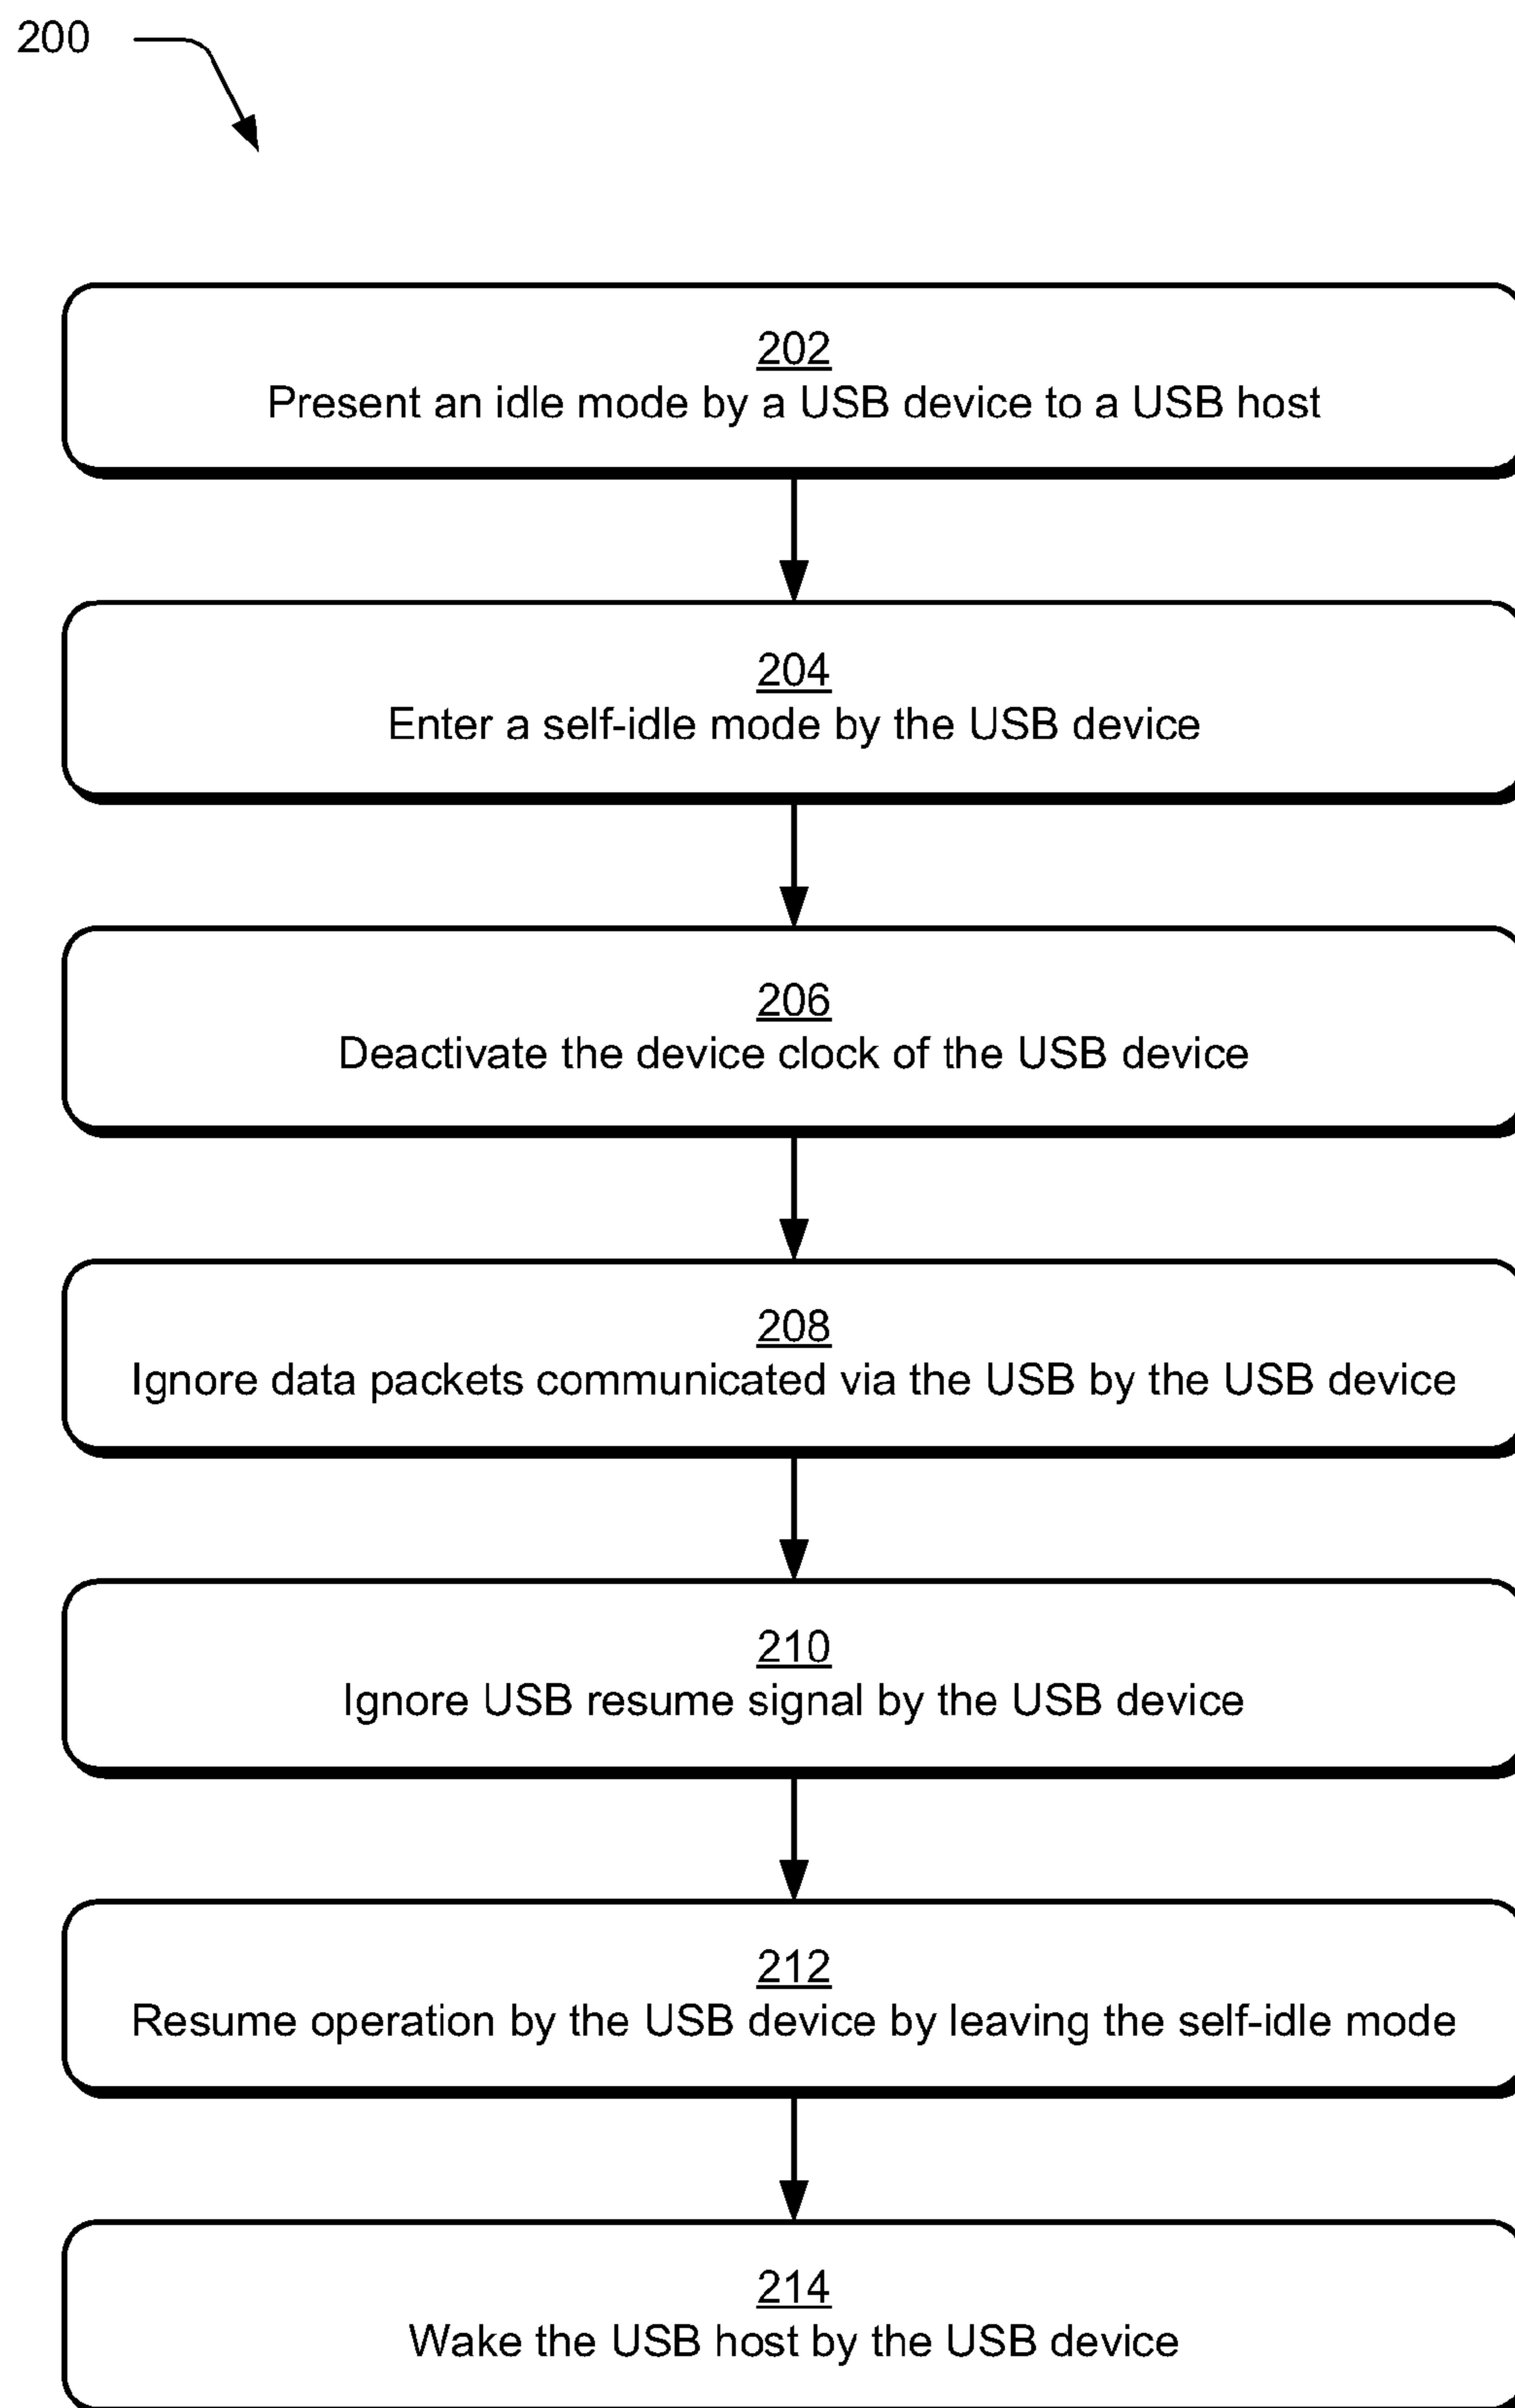 200
202
Present an idle mode by a USB device to a USB host
204
Enter a self-idle mode by the USB device
206
Deactivate the device clock of the USB device
208
Ignore data packets communicated via the USB by the USB device
210
Ignore USB resume signal by the USB device
212
Resume operation by the USB device by leaving the self-idle mode
214
Wake the USB host by the USB device